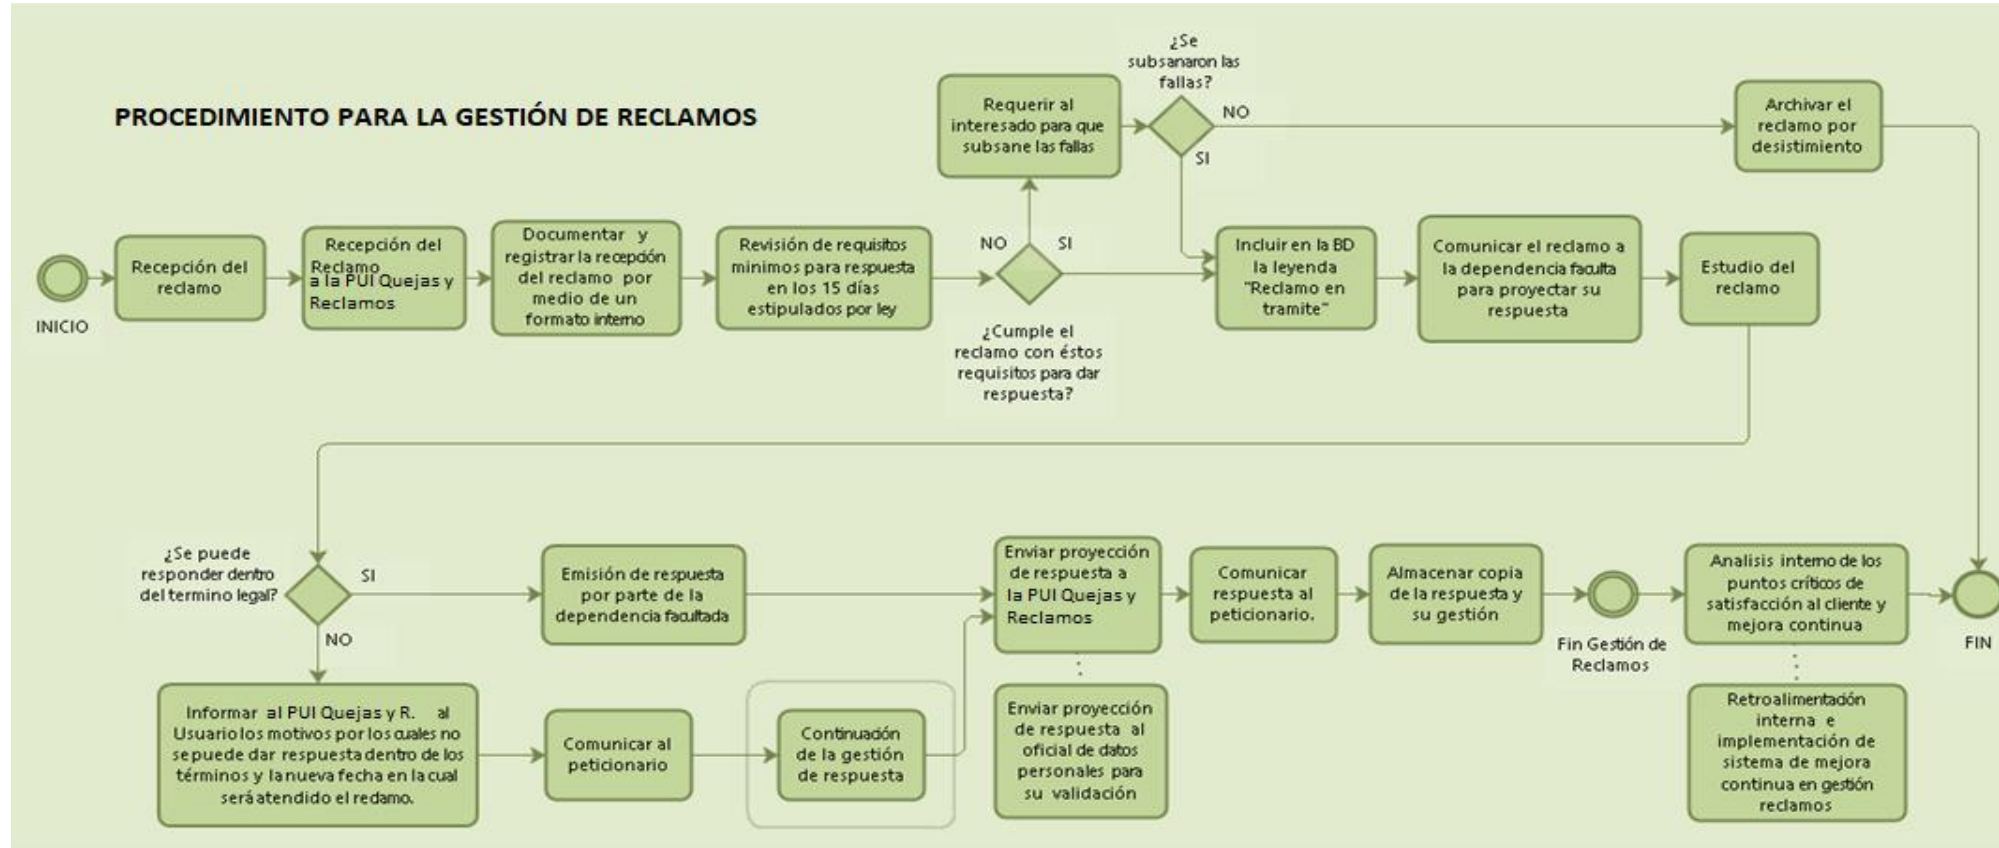 PROCEDIMIENTO PARA LA GESTIÓN DE RECLAMOS
INICIO
Recepción del
reclamo
Recepción del
Reclamo
a la PUI Quejas y
Reclamos
Documentar y
registrar la recepción
del reclamo por
medio de un
formato interno
Revisión de requisitos
minimos para respuesta
en los 15 días
estipulados por ley
NO
SI
¿Cumple el
reclamo con éstos
requisitos para dar
respuesta?
Requerir al
interesado para que
subsane las fallas
¿Se
subsanaron las
fallas?
NO
SI
Archivar el
reclamo por
desistimiento
Incluir en la BD
la leyenda
"Reclamo en
tramite"
Comunicar el reclamo a
la dependencia faculta
para proyectar su
respuesta
Estudio del
reclamo
¿Se puede
responder dentro
del termino legal?
SI
NO
Emisión de respuesta
por parte de la
dependencia facultada
Informar al PUI Quejas y R. al
Usuario los motivos por los cuales no
se puede dar respuesta dentro de los
términos y la nueva fecha en la cual
será atendido el reclamo.
Comunicar al
peticionario
Continuación
de la gestión
de respuesta
Enviar proyección
de respuesta a
la PUI Quejas y
Reclamos
Enviar proyección
de respuesta al
oficial de datos
personales para
su validación
Comunicar
respuesta al
peticionario.
Almacenar copia
de la respuesta y
su gestión
Fin Gestión de
Reclamos
Analisis interno de los
puntos críticos de
satisfacción al cliente y
mejora continua
Retroalimentación
interna e
implementación de
sistema de mejora
continua en gestión
reclamos
FIN